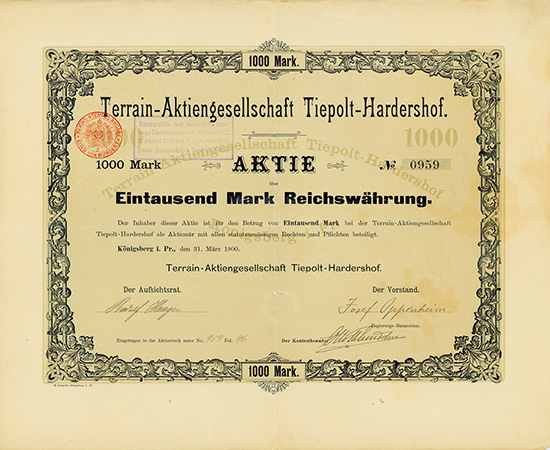 1000 Mark.
Terrain-Aktiengesellschaft Tiepolt-Hardershof.
1000
1000 Mark AKTIE № 0959
über
Eintausend Mark Reichswährung.
Der Inhaber dieser Aktie ist für den Betrag von Eintausend Mark bei der Terrain-Aktiengesellschaft
Tiepolt-Hardershof als Aktionär mit allen statutenmässigen Rechten und Pflichten beteiligt.
Königsberg i. Pr., den 31. März 1900.
Terrain-Aktiengesellschaft Tiepolt-Hardershof.
Der Aufsichtsrat. Der Vorstand.
Josef Oppenheim
Regierungs-Baumeister.
Eingetragen in das Aktienbuch unter No. 959 Fol. 96 Der Kontrollbeamte
1000 Mark.